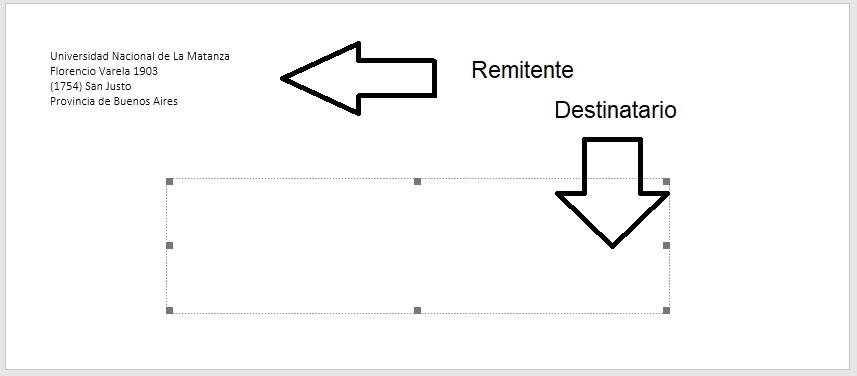 Universidad Nacional de La Matanza
Florencio Varela 1903
(1754) San Justo
Provincia de Buenos Aires
Remitente
Destinatario